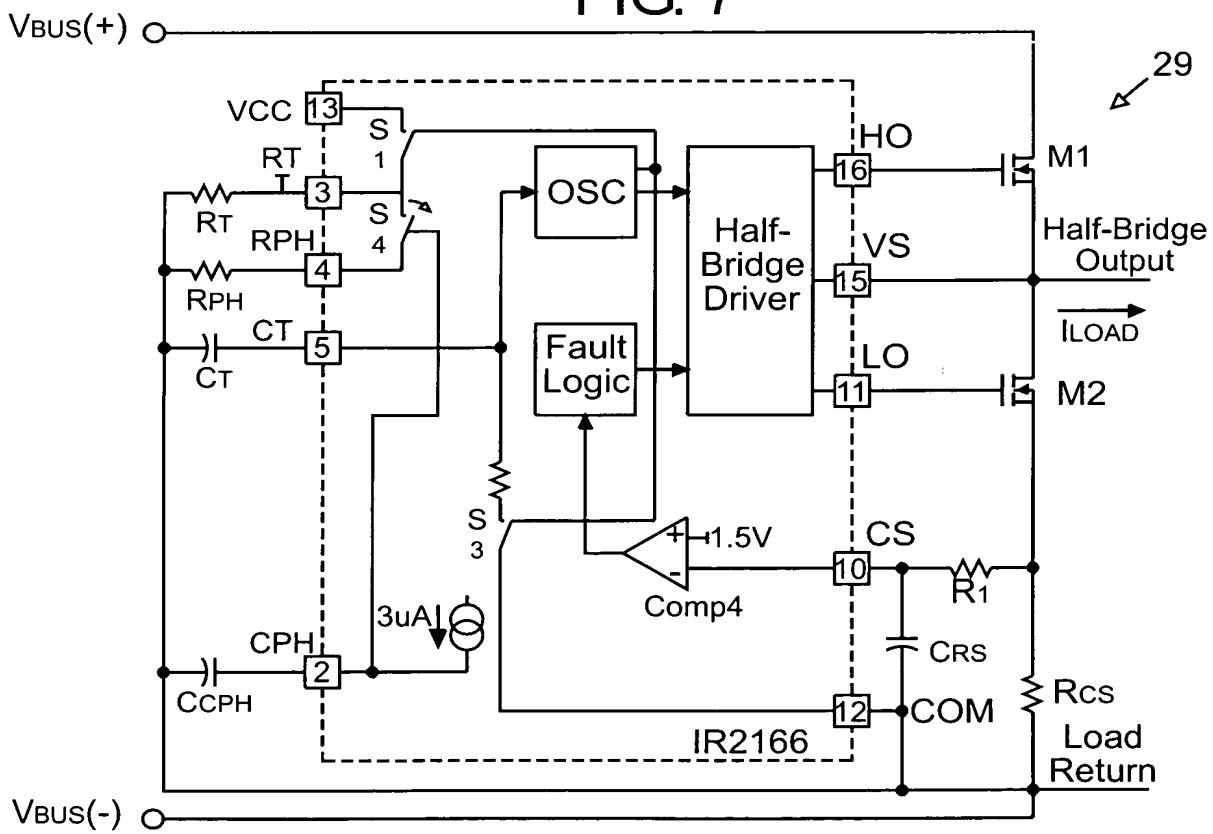 FIG. 7
VBUS(+)
29
VCC
13
S
1
HO
16
M1
RT
3
RT
S
4
OSC
RPH
4
RPH
Half-
Bridge
Driver
VS
15
Half-Bridge
Output
ILOAD
CT
5
CT
Fault
Logic
LO
11
M2
S
3
+
-
1.5V
Comp4
CS
10
R1
3uA
CPH
2
CCPH
CRS
RCS
12
COM
IR2166
Load
Return
VBUS(-)